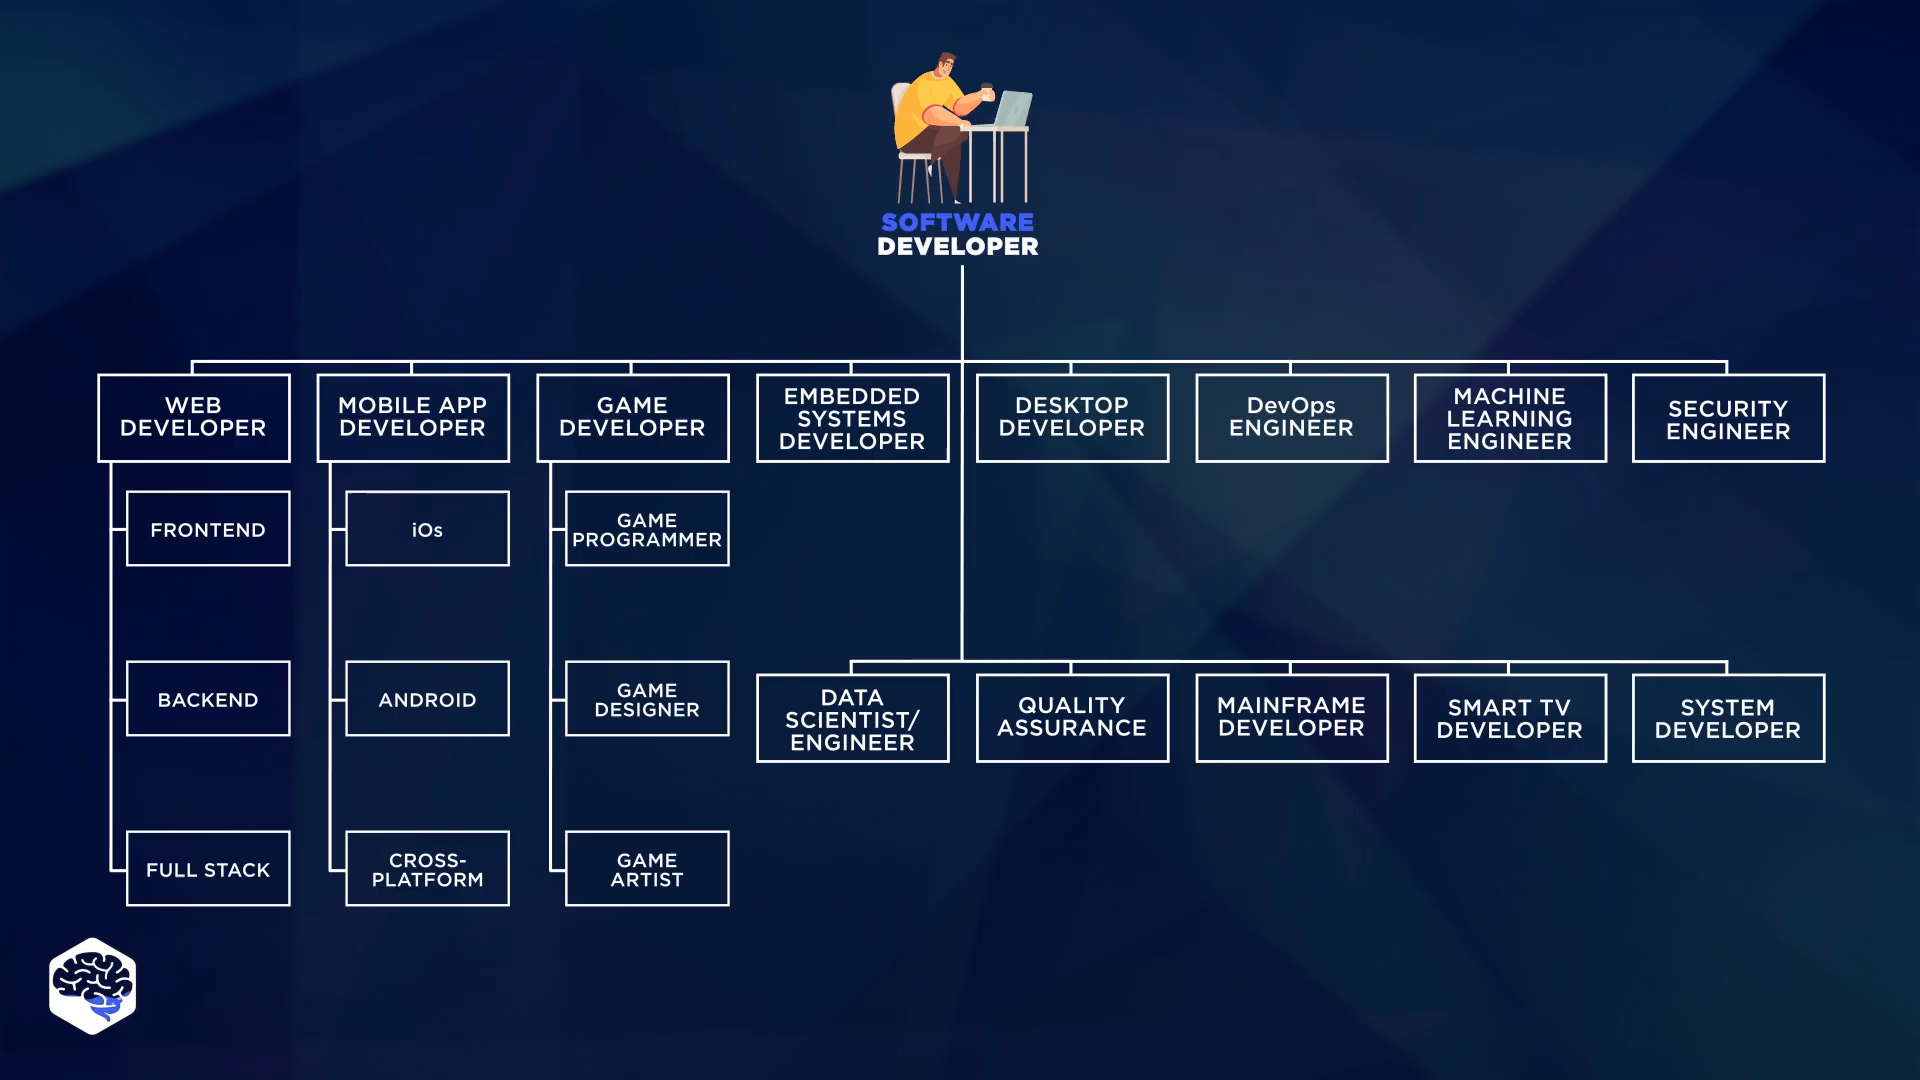 SOFTWARE
DEVELOPER
WEB
DEVELOPER
MOBILE APP
DEVELOPER
GAME
DEVELOPER
EMBEDDED
SYSTEMS
DEVELOPER
DESKTOP
DEVELOPER
DevOps
ENGINEER
MACHINE
LEARNING
ENGINEER
SECURITY
ENGINEER
FRONTEND
iOs
GAME
PROGRAMMER
BACKEND
ANDROID
GAME
DESIGNER
DATA
SCIENTIST/
ENGINEER
QUALITY
ASSURANCE
MAINFRAME
DEVELOPER
SMART TV
DEVELOPER
SYSTEM
DEVELOPER
FULL STACK
CROSS-
PLATFORM
GAME
ARTIST